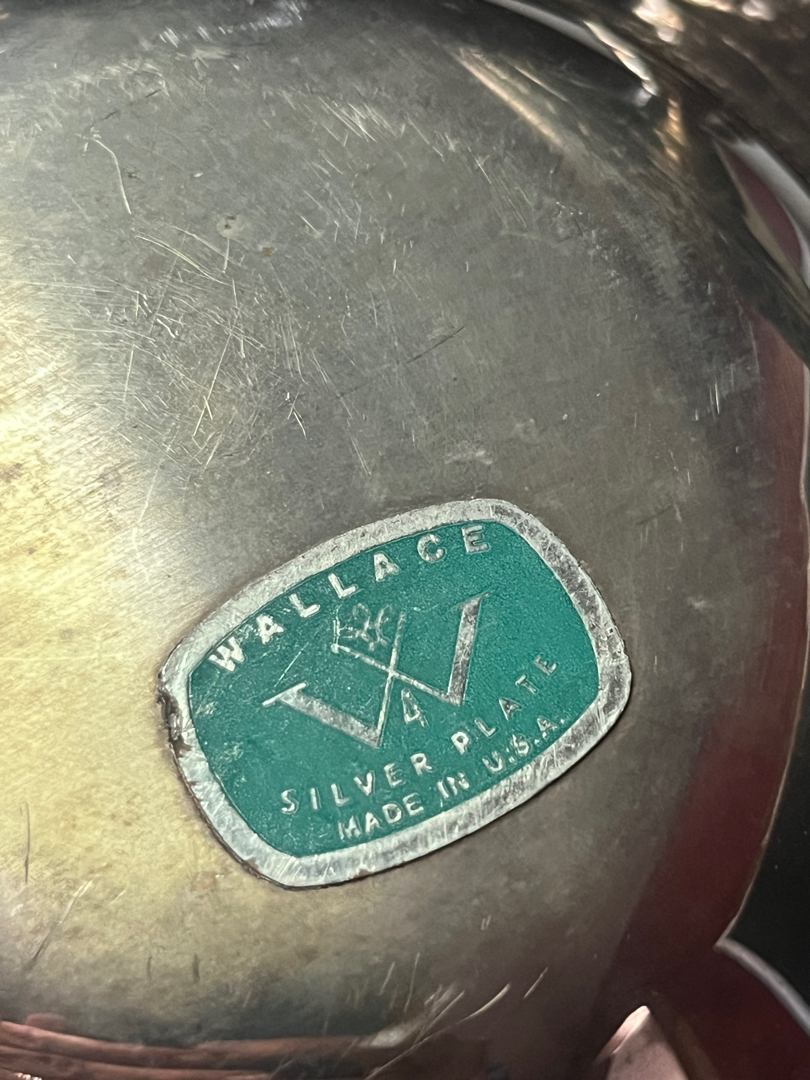 WALLACE
W
4
SILVER PLATE
MADE IN U.S.A.